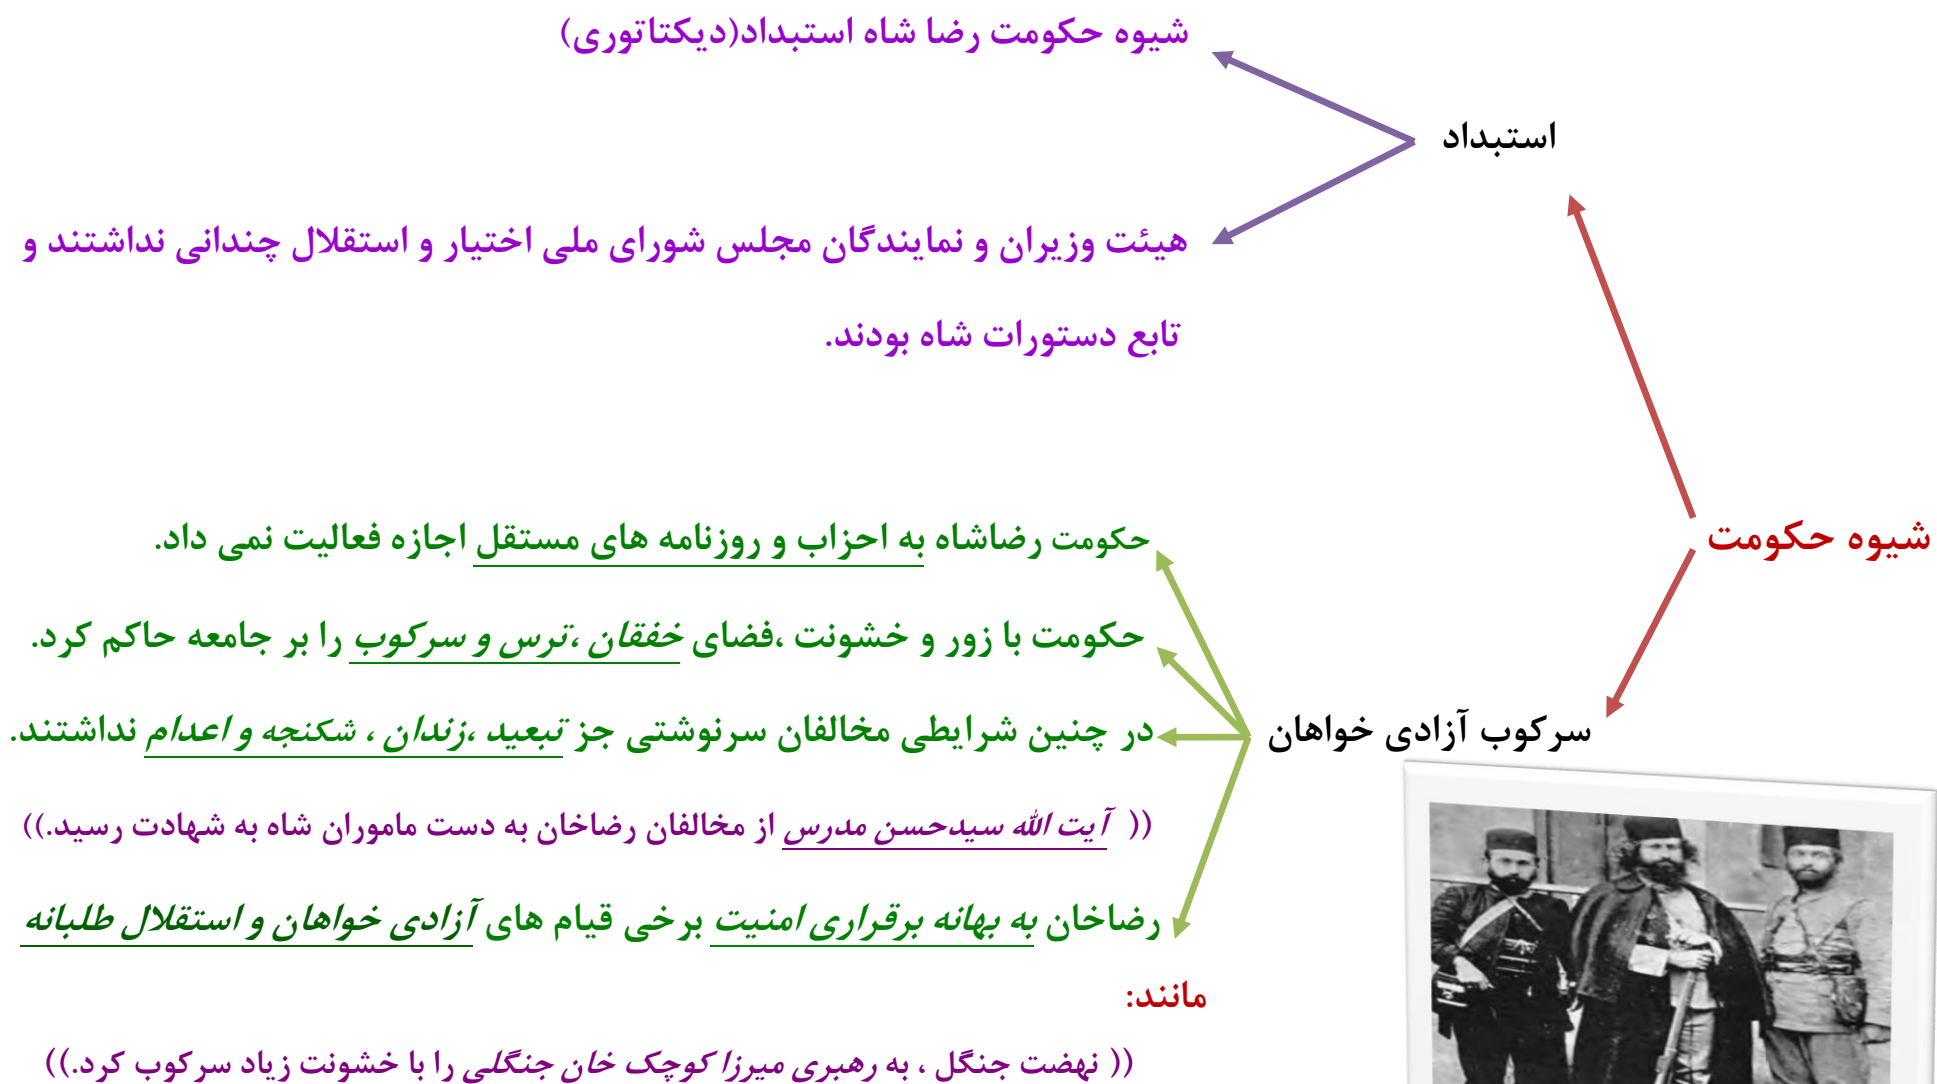 شیوه حکومت
استبداد
شیوه حکومت رضا شاه استبداد(دیکتاتوری)
هیئت وزیران و نمایندگان مجلس شورای ملی اختیار و استقلال چندانی نداشتند و
تابع دستورات شاه بودند.
سرکوب آزادی خواهان
حکومت رضاشاه به احزاب و روزنامه های مستقل اجازه فعالیت نمی داد.
حکومت با زور و خشونت ،فضای خفقان ،ترس و سرکوب را بر جامعه حاکم کرد.
در چنین شرایطی مخالفان سرنوشتی جز تبعید ،زندان ، شکنجه و اعدام نداشتند.
(( آیت الله سیدحسن مدرس از مخالفان رضاخان به دست ماموران شاه به شهادت رسید.))
رضاخان به بهانه برقراری امنیت برخی قیام های آزادی خواهان و استقلال طلبانه
مانند:
(( نهضت جنگل ، به رهبری میرزا کوچک خان جنگلی را با خشونت زیاد سرکوب کرد.))